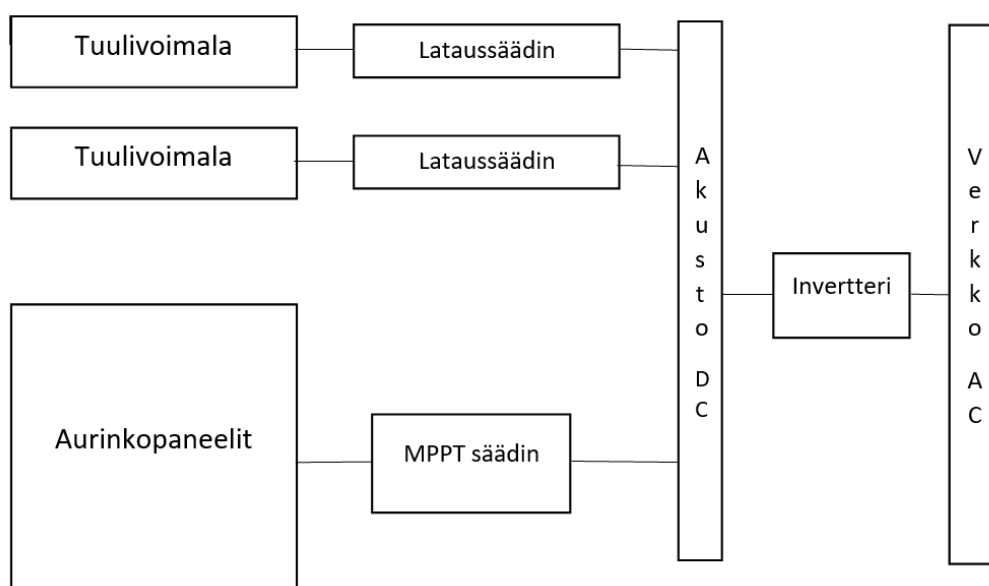 Tuulivoimala
Lataussäädin
Tuulivoimala
Lataussäädin
Aurinkopaneelit
MPPT säädin
Akusto DC
Invertteri
Verkko AC